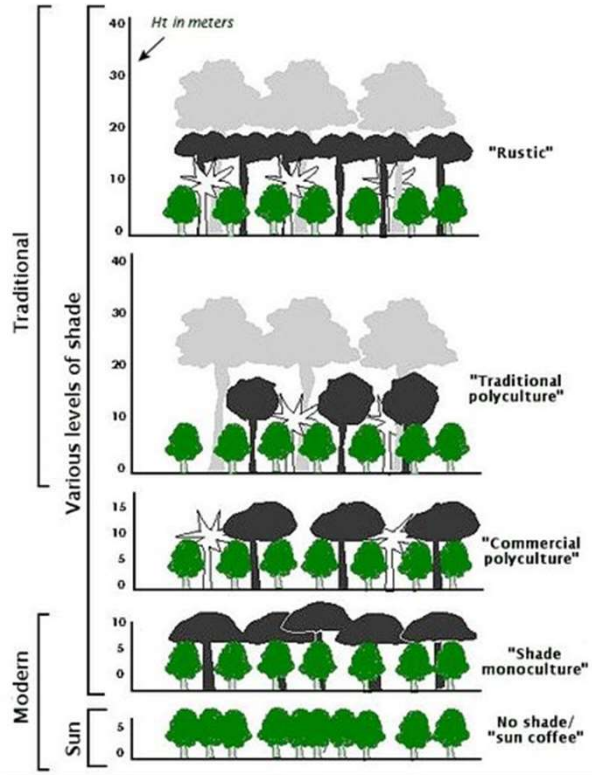 Ht in meters
40
30
20
10
0
"Rustic"
40
30
20
10
0
"Traditional
polyculture"
15
10
5
0
"Commercial
polyculture"
10
5
0
"Shade
monoculture"
5
0
No shade/
"sun coffee"
Traditional
Various levels of shade
Modern
Sun